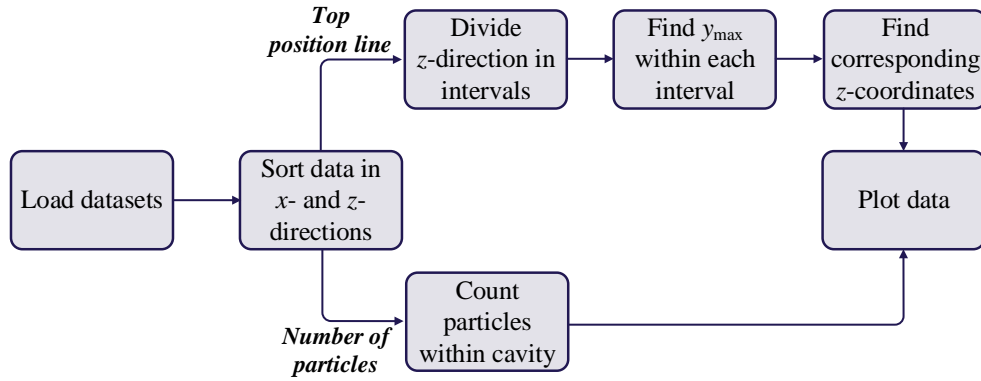 Top
position line
Divide
z-direction in
intervals
Find ymax
within each
interval
Find
corresponding
z-coordinates
Load datasets
Sort data in
x- and z-
directions
Plot data
Number of
particles
Count
particles
within cavity